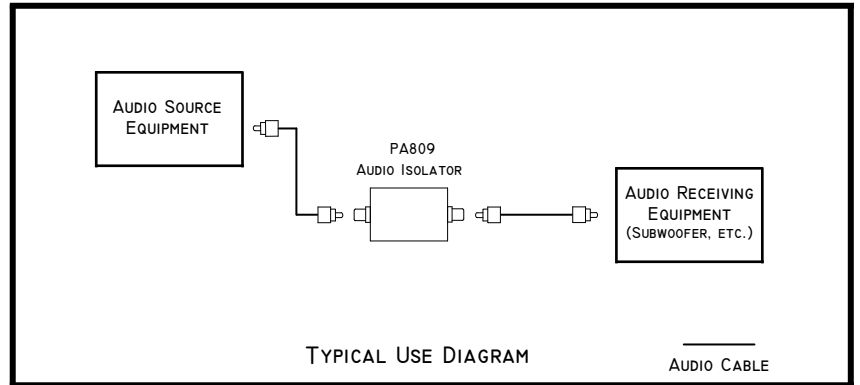 Audio Source
Equipment
PA809
Audio Isolator
Audio Receiving
Equipment
(Subwoofer, etc.)
Typical Use Diagram
Audio Cable